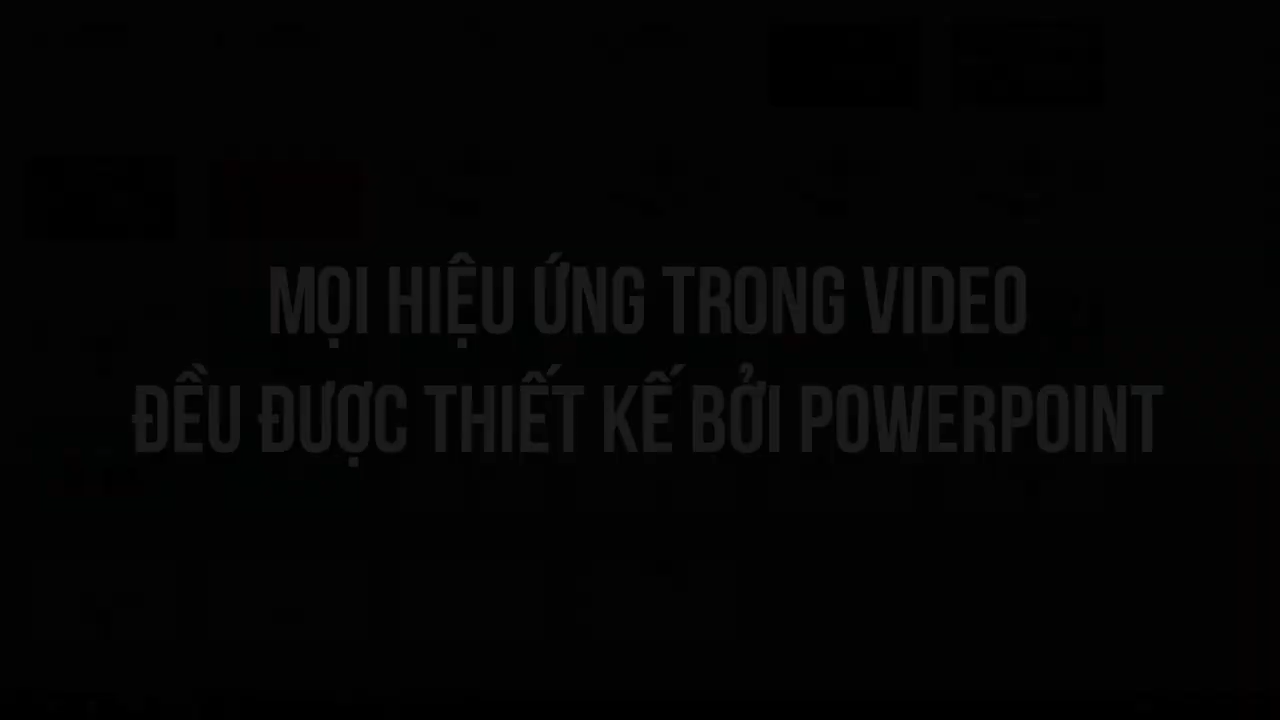 MỌI HIỆU ỨNG TRONG VIDEO
ĐỀU ĐƯỢC THIẾT KẾ BỞI POWERPOINT